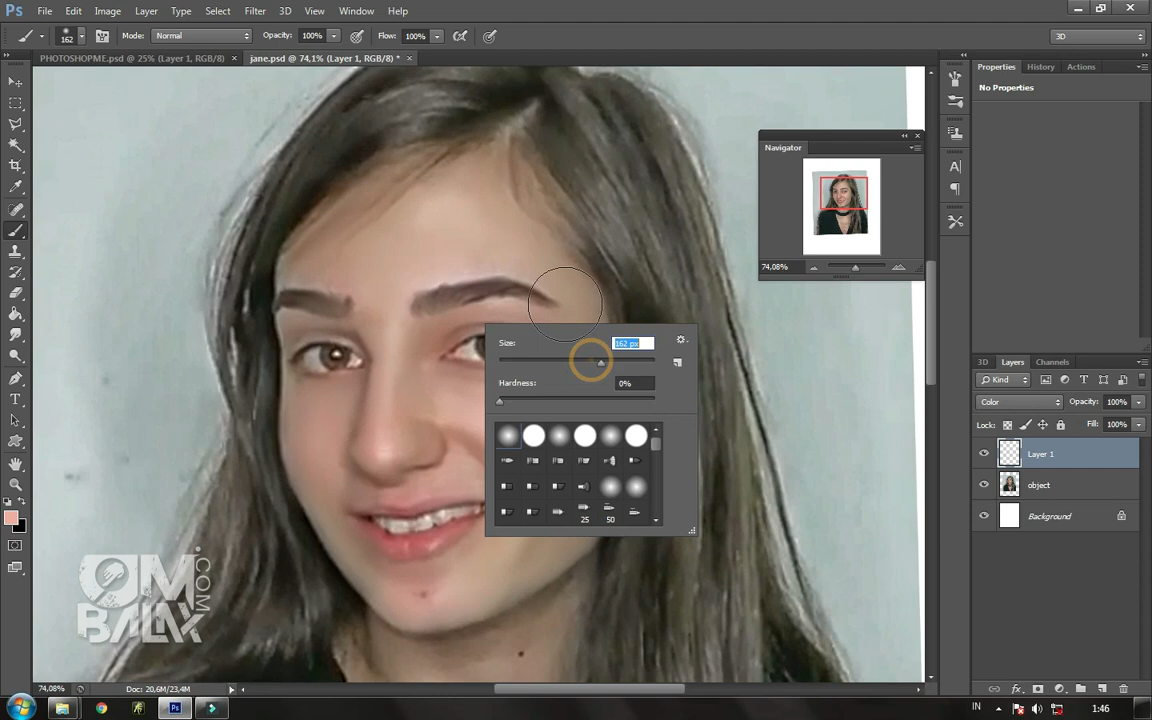 Ps File Edit Image Layer Type Select Filter 3D View Window Help
162 Mode: Normal Opacity: 100% Flow: 100% 3D
PHOTOSHOPME.psd @ 25% (Layer 1, RGB/8) × jane.psd @ 74,1% (Layer 1, RGB/8) * ×
Properties History Actions
No Properties
Navigator
74,08%
Size: 162 px
Hardness: 0%
25 50
3D Layers Channels
Kind
Color Opacity: 100%
Lock: Fill: 100%
Layer 1
object
Background
OM
BALAX
.COM
74,08% Doc: 20,6M/23,4M
Ps IN 1:46